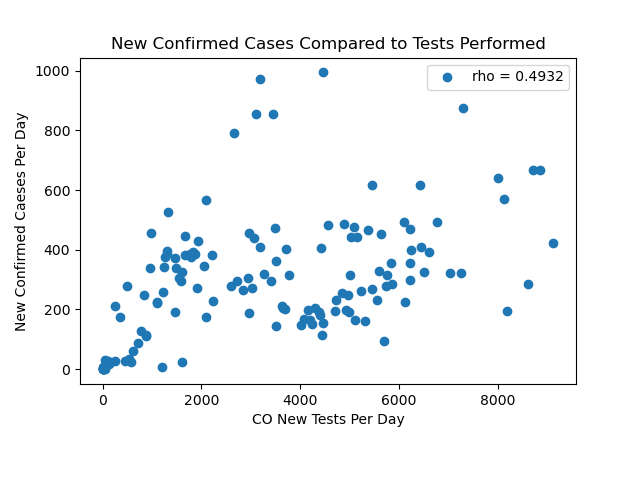 New Confirmed Cases Compared to Tests Performed
rho = 0.4932
1000
800
600
400
200
0
New Confirmed Caeses Per Day
0 2000 4000 6000 8000
CO New Tests Per Day